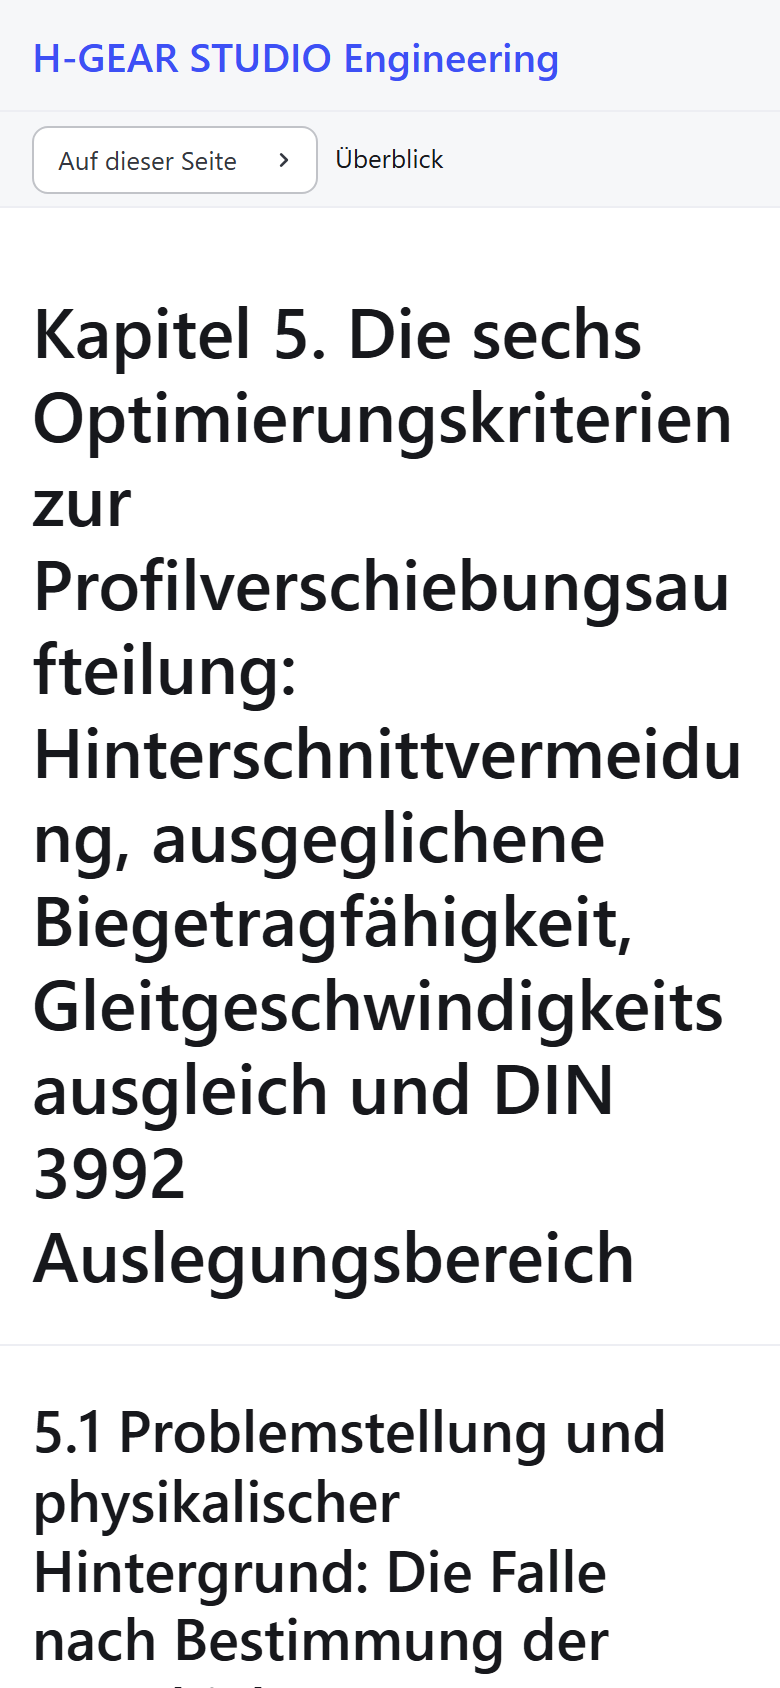 H-GEAR STUDIO Engineering
Auf dieser Seite
Überblick
Kapitel 5. Die sechs
Optimierungskriterien
zur
Profilverschiebungsau
fteilung:
Hinterschnittvermeidu
ng, ausgeglichene
Biegetragfähigkeit,
Gleitgeschwindigkeits
ausgleich und DIN
3992
Auslegungsbereich
5.1 Problemstellung und
physikalischer
Hintergrund: Die Falle
nach Bestimmung der